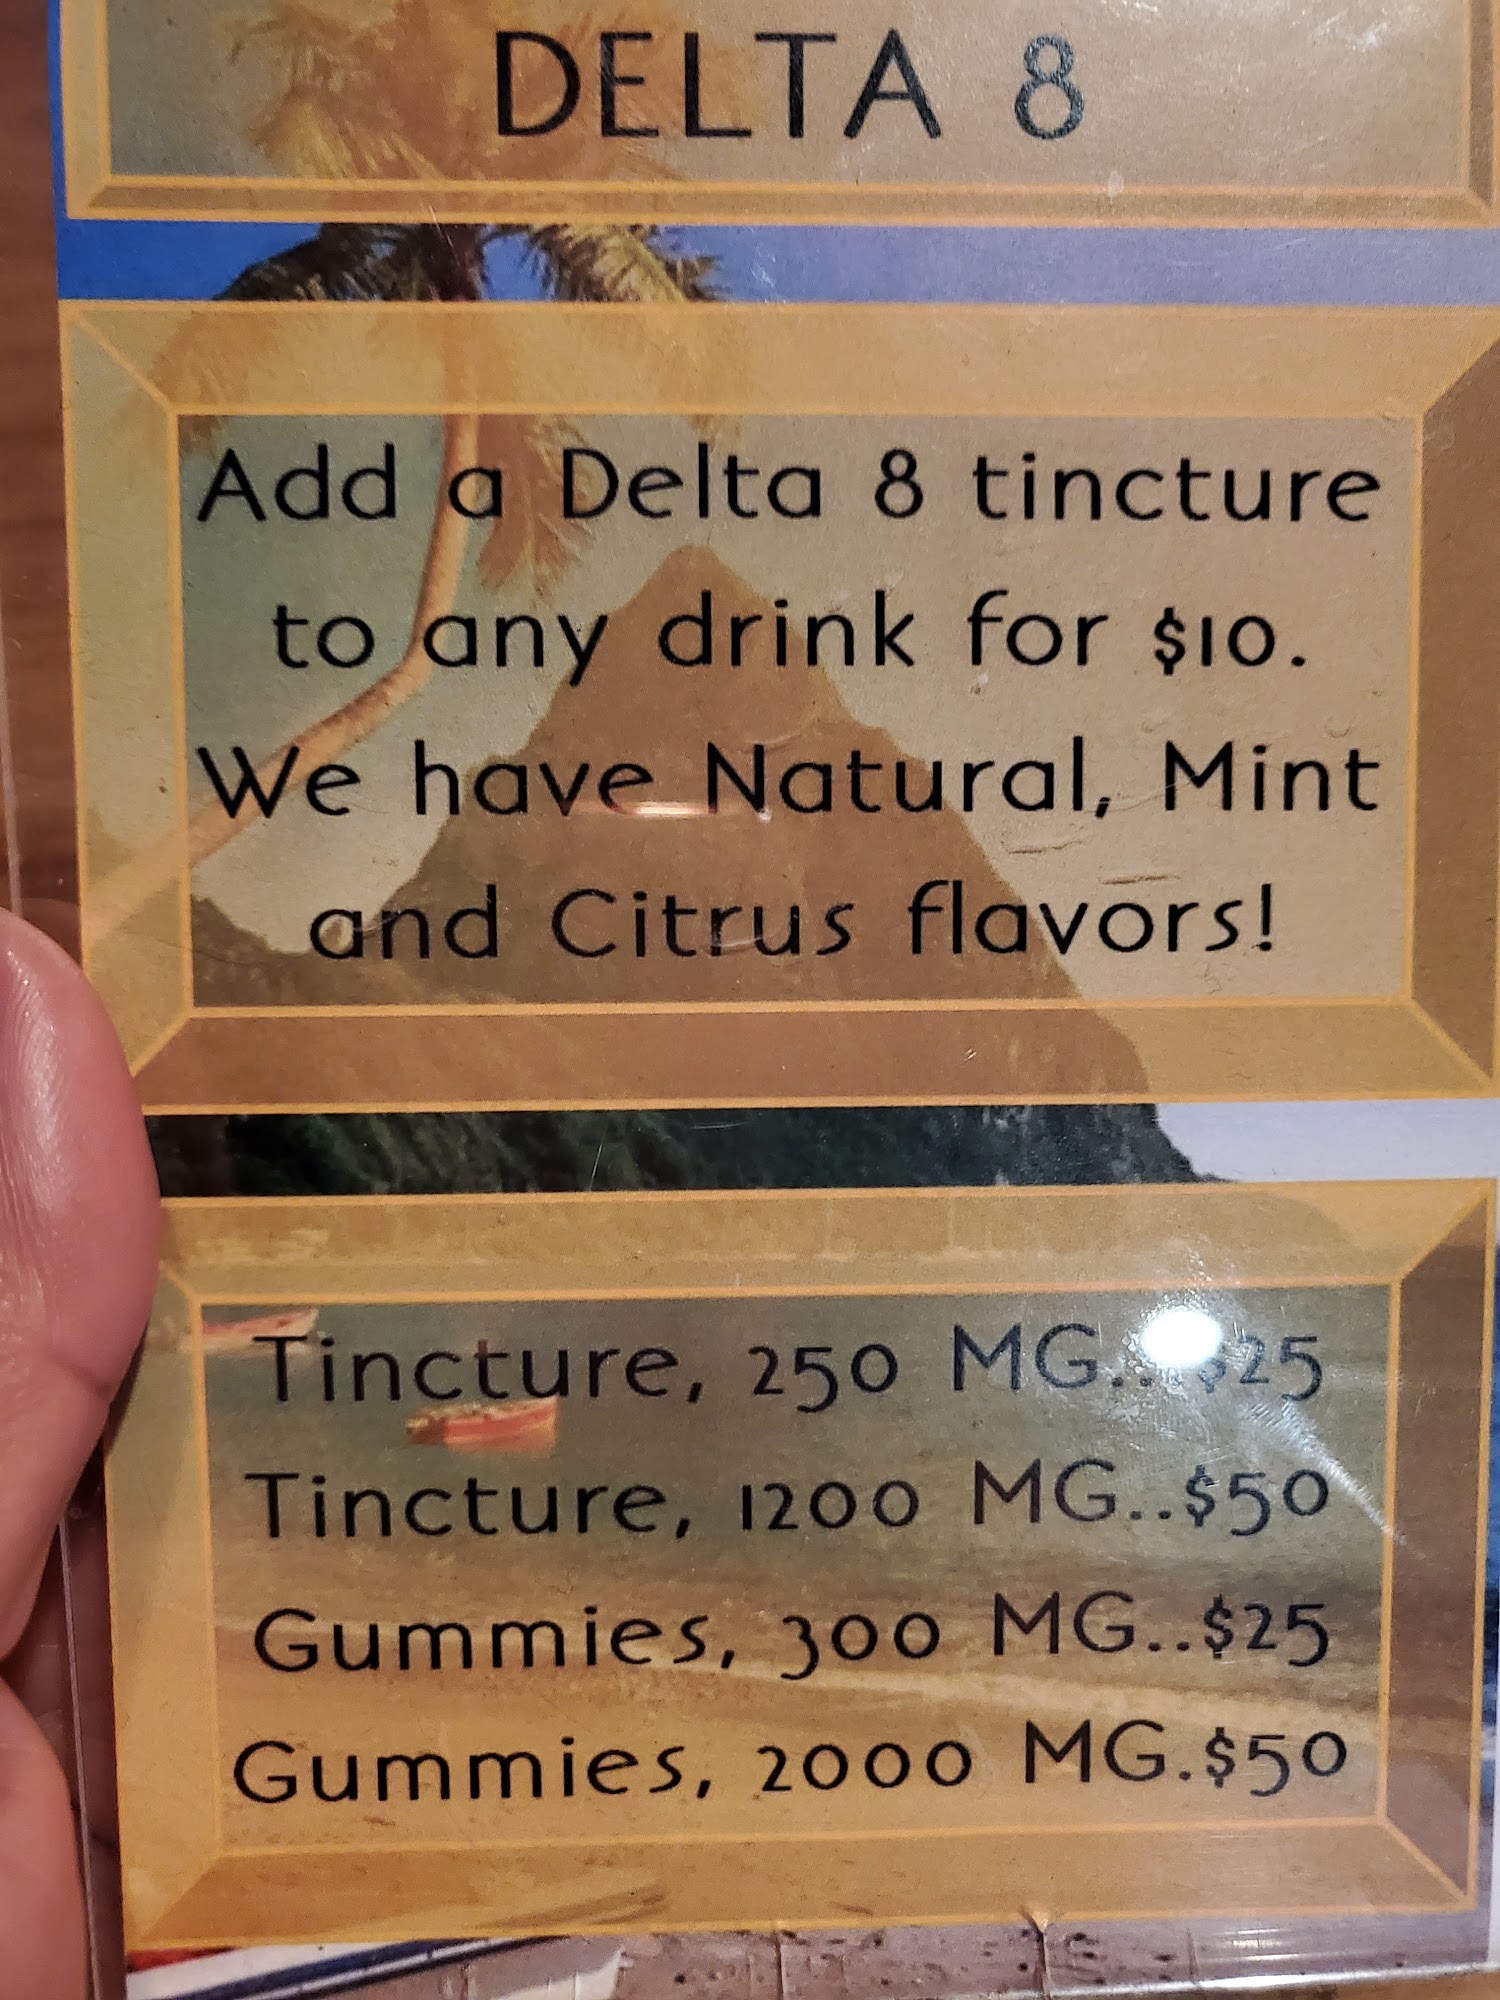 DELTA 8
Add a Delta 8 tincture
to any drink for $10.
We have Natural, Mint
and Citrus flavors!
Tincture, 250 MG..$25
Tincture, 1200 MG..$50
Gummies, 300 MG..$25
Gummies, 2000 MG.$50